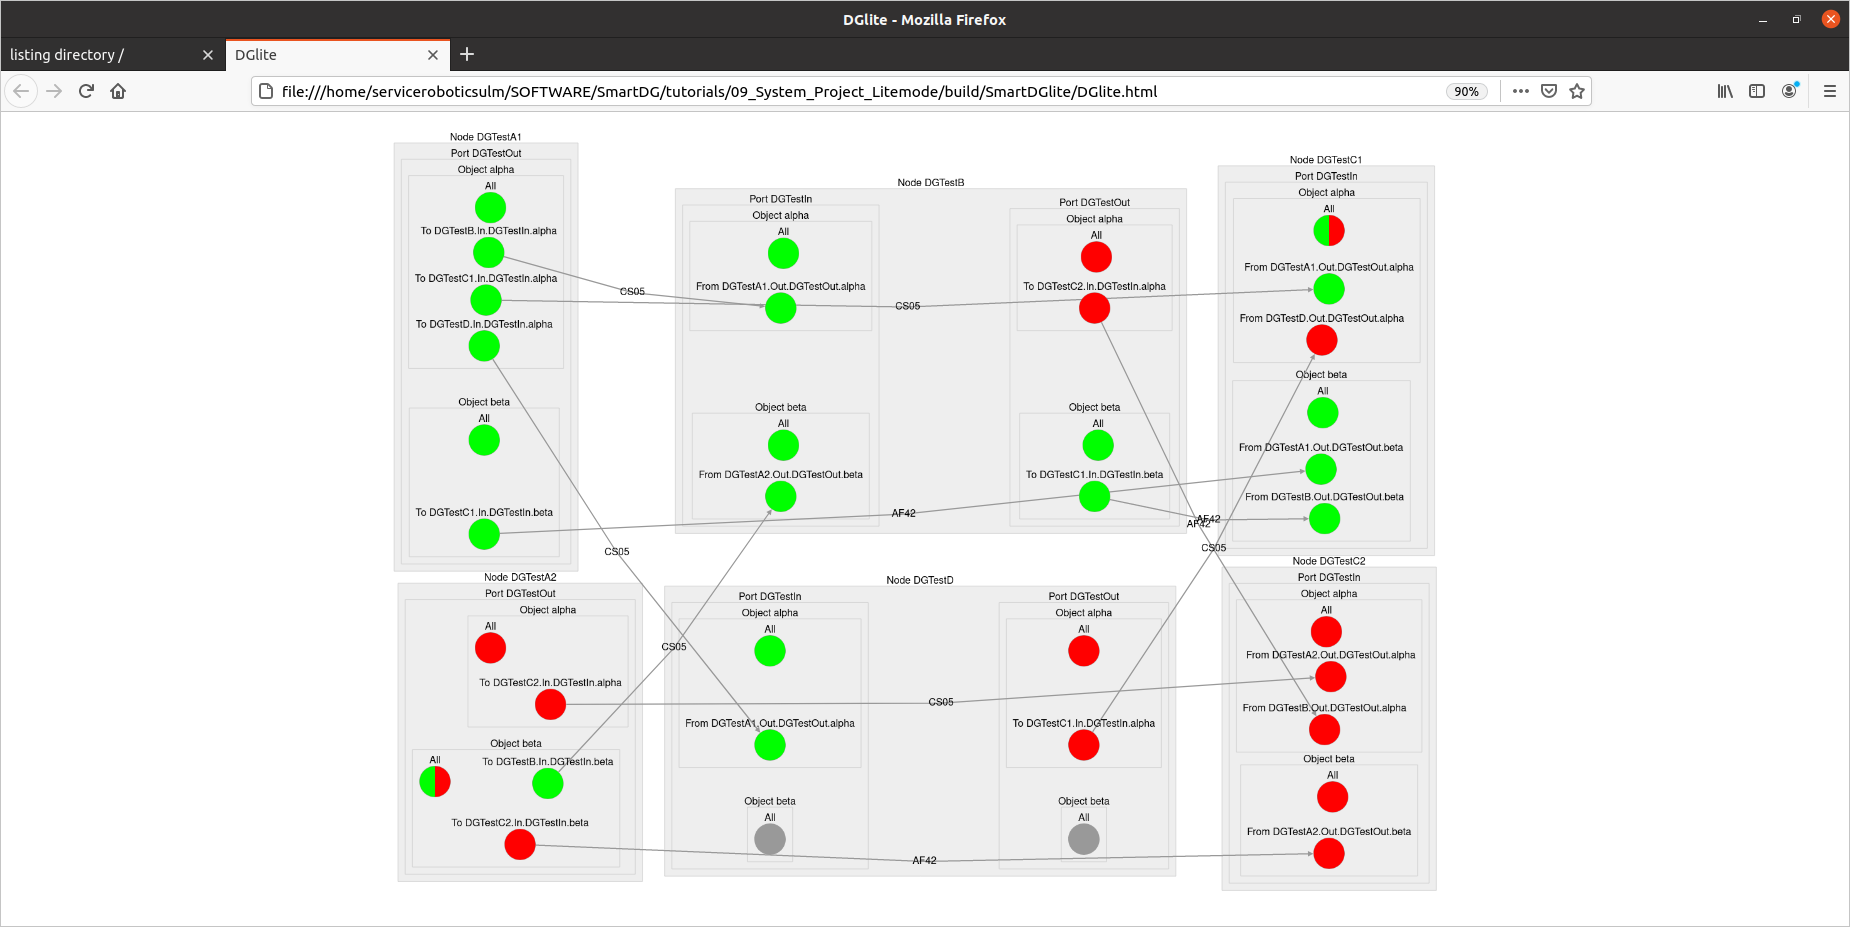 DGlite - Mozilla Firefox
listing directory /
DGlite
file:///home/serviceroboticsulm/SOFTWARE/SmartDG/tutorials/09_System_Project_Litemode/build/SmartDGlite/DGlite.html
90%
Node DGTestA1
Port DGTestOut
Object alpha
All
To DGTestB.In.DGTestIn.alpha
To DGTestC1.In.DGTestIn.alpha
To DGTestD.In.DGTestIn.alpha
Object beta
All
To DGTestC1.In.DGTestIn.beta
Node DGTestB
Port DGTestIn
Object alpha
All
From DGTestA1.Out.DGTestOut.alpha
Object beta
All
From DGTestA2.Out.DGTestOut.beta
Port DGTestOut
Object alpha
All
To DGTestC2.In.DGTestIn.alpha
Object beta
All
To DGTestC1.In.DGTestIn.beta
Node DGTestC1
Port DGTestIn
Object alpha
All
From DGTestA1.Out.DGTestOut.alpha
From DGTestD.Out.DGTestOut.alpha
Object beta
All
From DGTestA1.Out.DGTestOut.beta
From DGTestB.Out.DGTestOut.beta
CS05
CS05
AF42
AF42
AF42
CS05
CS05
Node DGTestA2
Port DGTestOut
Object alpha
All
To DGTestC2.In.DGTestIn.alpha
Object beta
All
To DGTestB.In.DGTestIn.beta
To DGTestC2.In.DGTestIn.beta
Node DGTestD
Port DGTestIn
Object alpha
All
From DGTestA1.Out.DGTestOut.alpha
Object beta
All
Port DGTestOut
Object alpha
All
To DGTestC1.In.DGTestIn.alpha
Object beta
All
Node DGTestC2
Port DGTestIn
Object alpha
All
From DGTestA2.Out.DGTestOut.alpha
From DGTestB.Out.DGTestOut.alpha
Object beta
All
From DGTestA2.Out.DGTestOut.beta
CS05
CS05
AF42